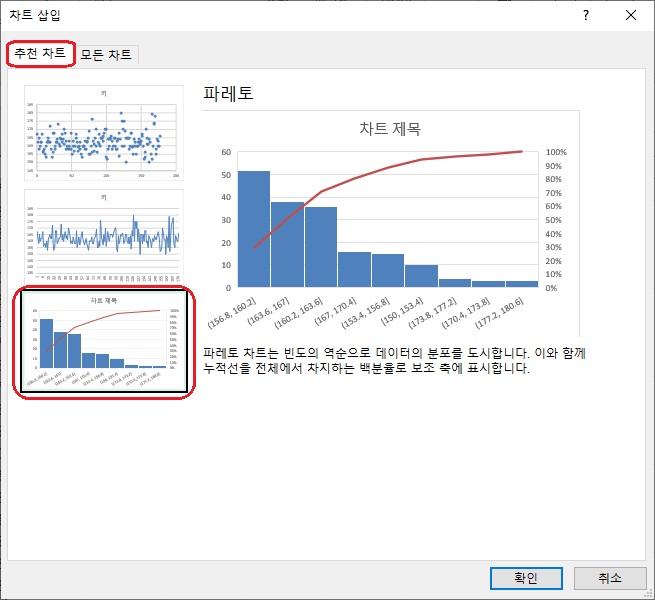 차트 삽입
?
추천 차트
모든 차트
키
0 50 100 150 200
키
차트 제목
파레토
차트 제목
60
50
40
30
20
10
0
100%
90%
80%
70%
60%
50%
40%
30%
20%
10%
0%
(156.8, 160.2]
(163.6, 167]
(160.2, 163.6]
(167, 170.4]
(153.4, 156.8]
[150, 153.4]
(173.8, 177.2]
(170.4, 173.8]
(177.2, 180.6]
파레토 차트는 빈도의 역순으로 데이터의 분포를 도시합니다. 이와 함께
누적선을 전체에서 차지하는 백분율로 보조 축에 표시합니다.
확인
취소